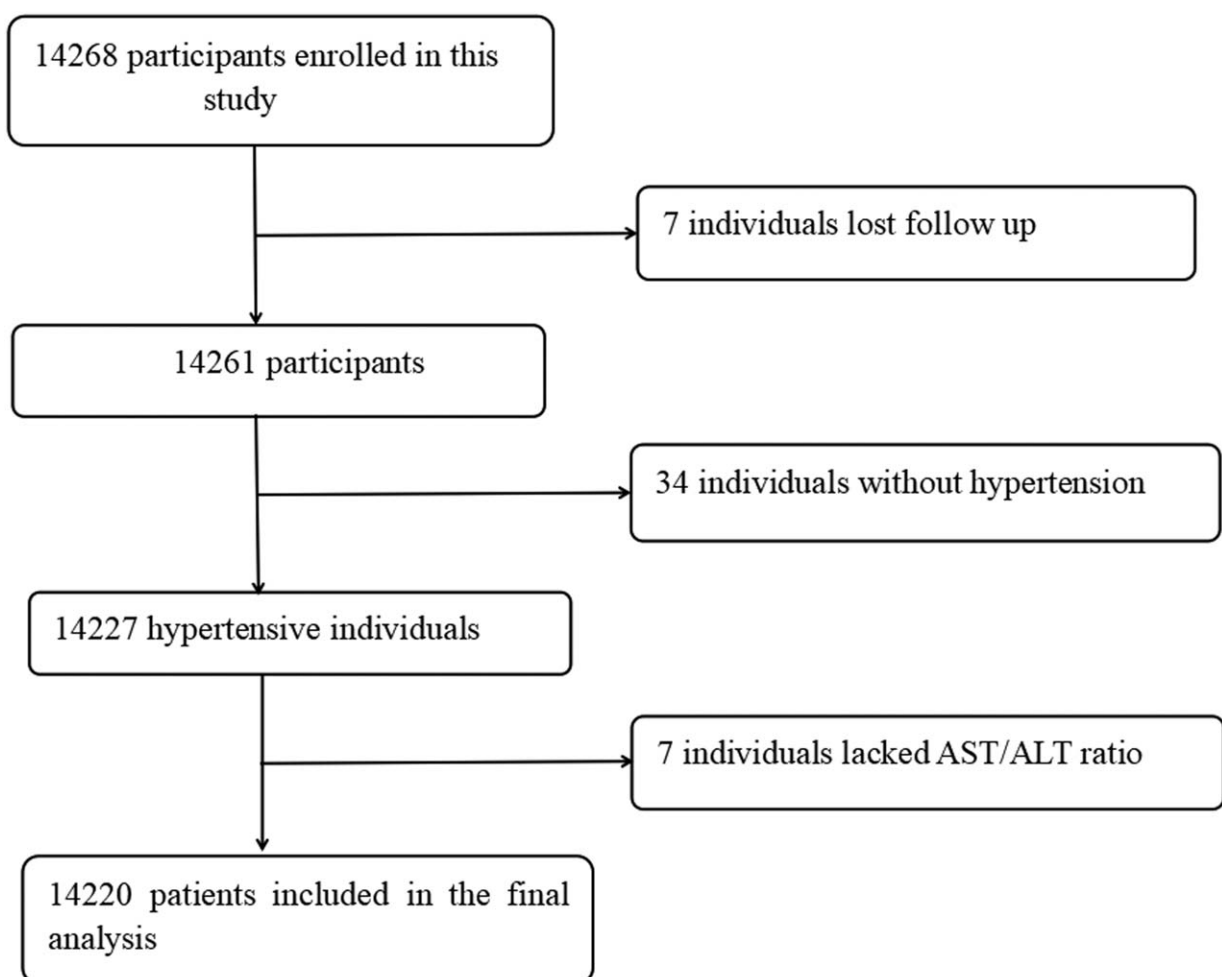 14268 participants enrolled in this
study
7 individuals lost follow up
14261 participants
34 individuals without hypertension
14227 hypertensive individuals
7 individuals lacked AST/ALT ratio
14220 patients included in the final
analysis